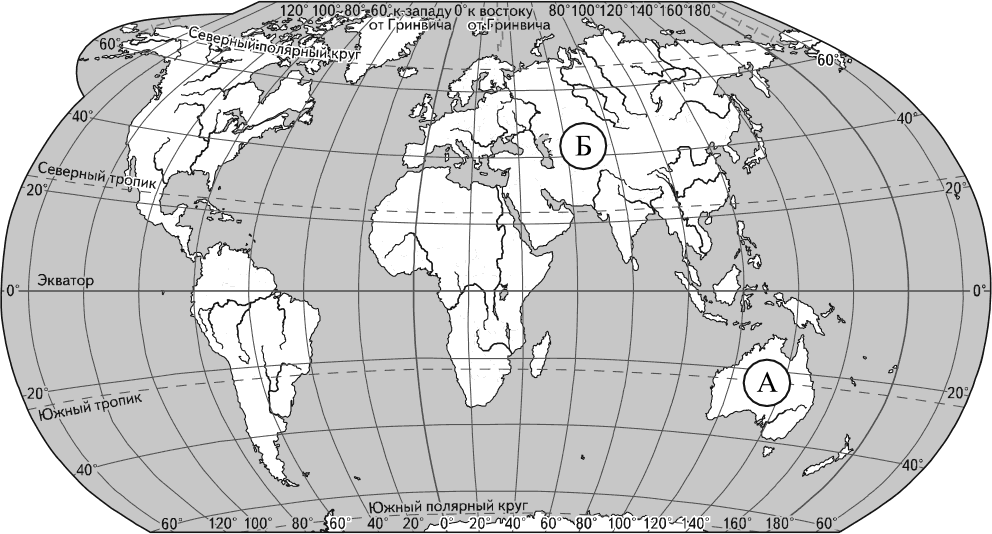 120° 100° 80° 60° к западу 0° к востоку 80° 100° 120° 140° 160° 180°
от Гринвича от Гринвича
60° Северный полярный круг 60°
40° 40°
Б
Северный тропик
20° 20°
Экватор
0° 0°
А
20° 20°
Южный тропик
40° 40°
Южный полярный круг
60° 120° 100° 80° 60° 40° 20° 0° 20° 40° 60° 80° 100° 120° 140° 160° 180° 60°